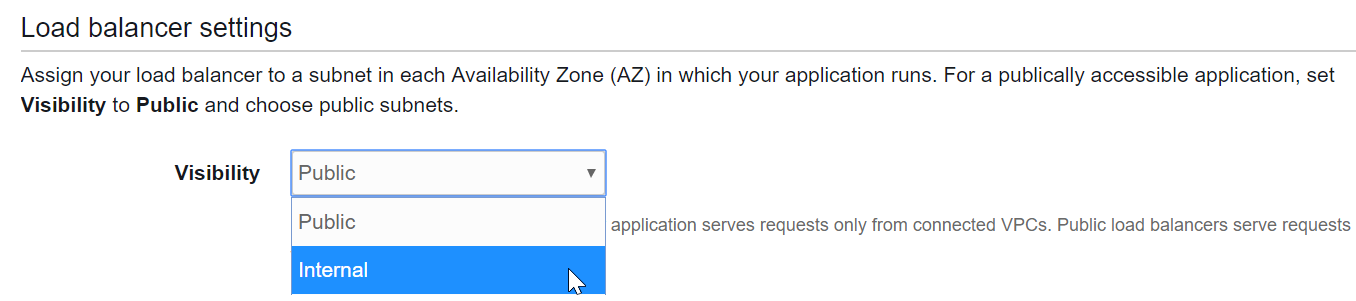 Load balancer settings
Assign your load balancer to a subnet in each Availability Zone (AZ) in which your application runs. For a publically accessible application, set
Visibility to Public and choose public subnets.
Visibility Public ▼
Public
application serves requests only from connected VPCs. Public load balancers serve requests
Internal